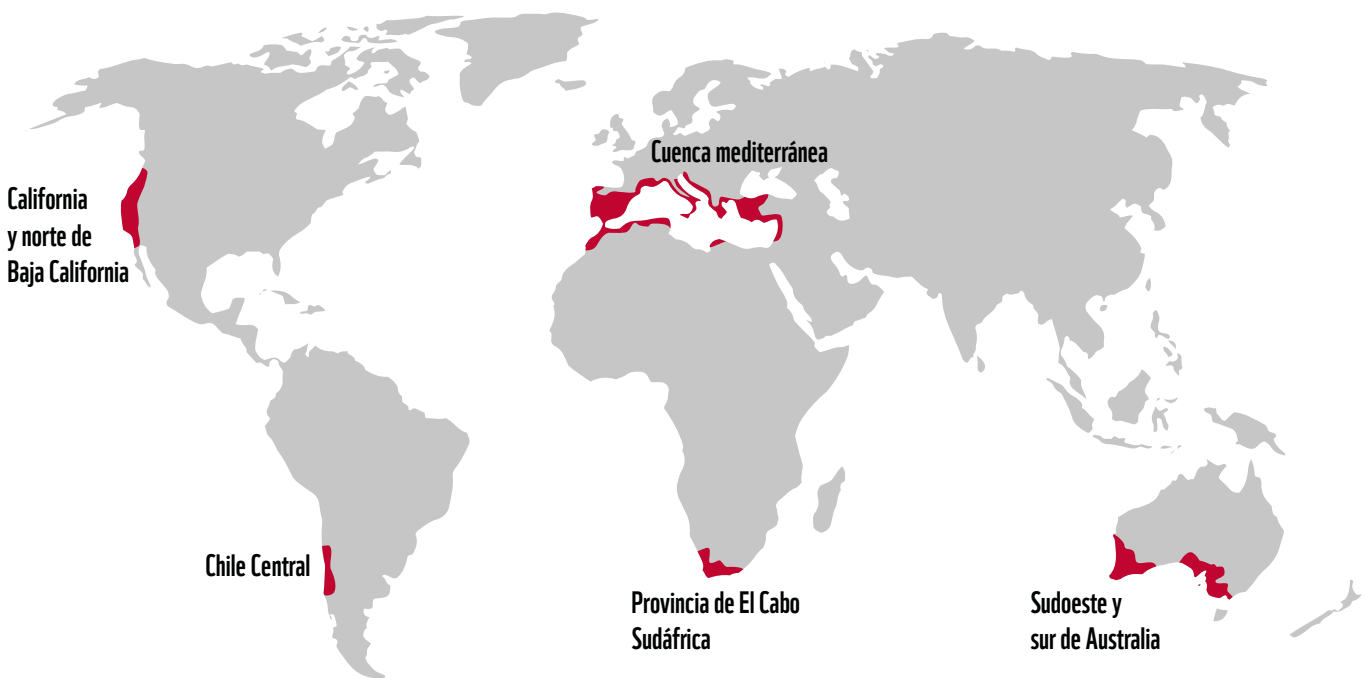 Cuenca mediterránea
California
y norte de
Baja California
Chile Central
Provincia de El Cabo
Sudáfrica
Sudoeste y
sur de Australia